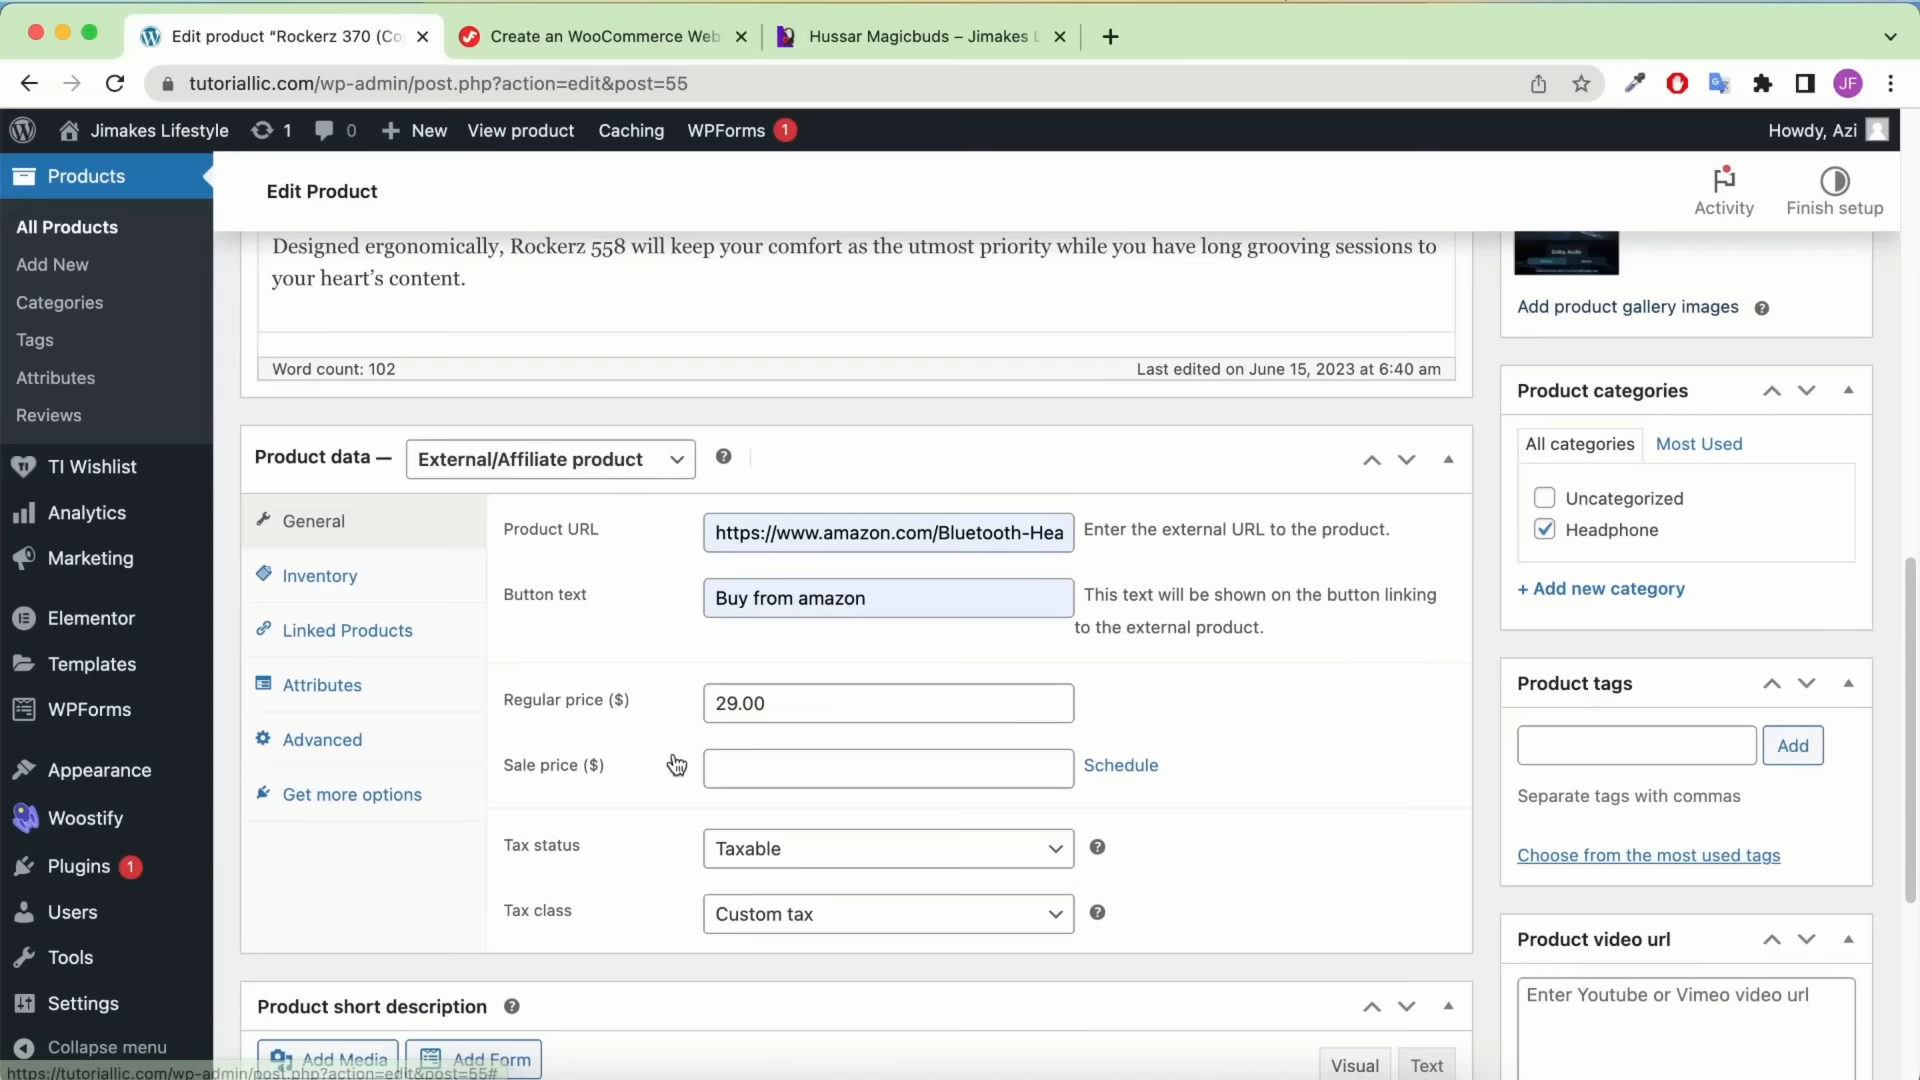 Edit product “Rockerz 370 (Co
Create an WooCommerce Web
Hussar Magicbuds – Jimakes L
tutoriallic.com/wp-admin/post.php?action=edit&post=55
JF
Jimakes Lifestyle
1
0
New
View product
Caching
WPForms 1
Howdy, Azi
Products
All Products
Add New
Categories
Tags
Attributes
Reviews
TI Wishlist
Analytics
Marketing
Elementor
Templates
WPForms
Appearance
Woostify
Plugins 1
Users
Tools
Settings
Collapse menu
https://tutoriallic.com/wp-admin/post.php?action=edit&post=55#
Edit Product
Activity
Finish setup
Designed ergonomically, Rockerz 558 will keep your comfort as the utmost priority while you have long grooving sessions to
your heart’s content.
Word count: 102
Last edited on June 15, 2023 at 6:40 am
Product data —
External/Affiliate product
General
Inventory
Linked Products
Attributes
Advanced
Get more options
Product URL
https://www.amazon.com/Bluetooth-Hea
Enter the external URL to the product.
Button text
Buy from amazon
This text will be shown on the button linking
to the external product.
Regular price ($)
29.00
Sale price ($)
Schedule
Tax status
Taxable
Tax class
Custom tax
Product short description
Add Media
Add Form
Visual
Text
Dolby Audio
Add product gallery images
Product categories
All categories
Most Used
Uncategorized
Headphone
+ Add new category
Product tags
Add
Separate tags with commas
Choose from the most used tags
Product video url
Enter Youtube or Vimeo video url